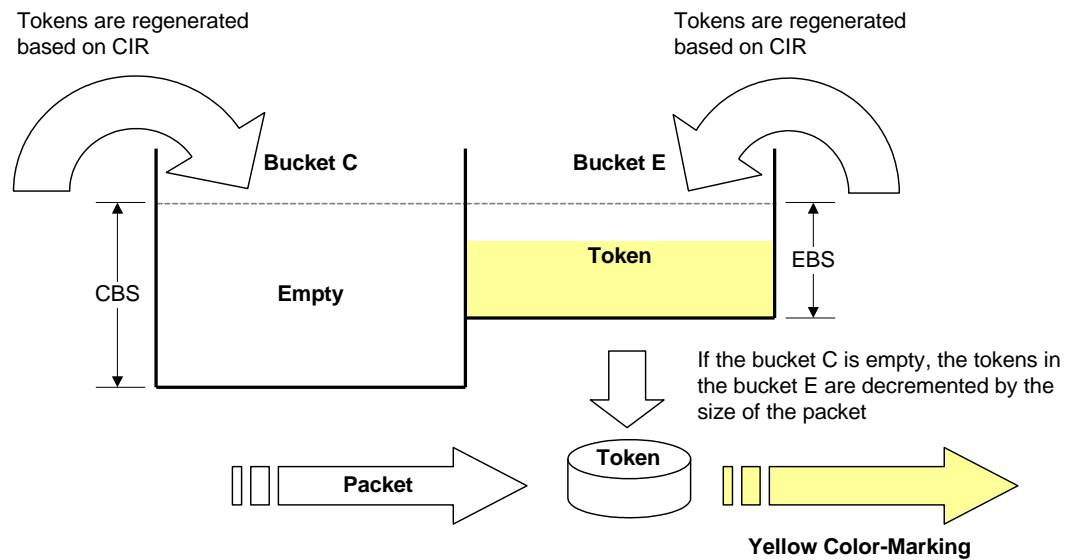 Tokens are regenerated
based on CIR
Tokens are regenerated
based on CIR
Bucket C
Bucket E
Token
CBS
Empty
EBS
If the bucket C is empty, the tokens in
the bucket E are decremented by the
size of the packet
Packet
Token
Yellow Color-Marking